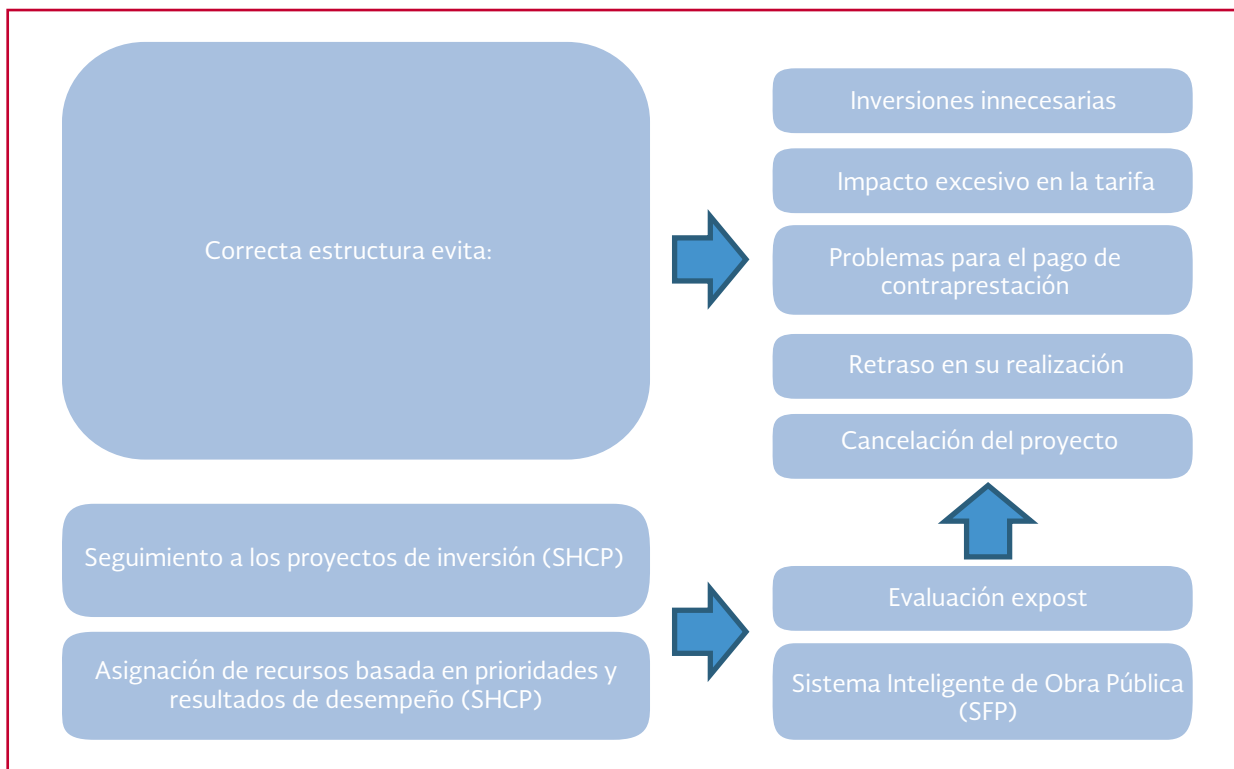 Correcta estructura evita:
Inversiones innecesarias
Impacto excesivo en la tarifa
Problemas para el pago de
contraprestación
Retraso en su realización
Cancelación del proyecto
Seguimiento a los proyectos de inversión (SHCP)
Asignación de recursos basada en prioridades y
resultados de desempeño (SHCP)
Evaluación expost
Sistema Inteligente de Obra Pública
(SFP)